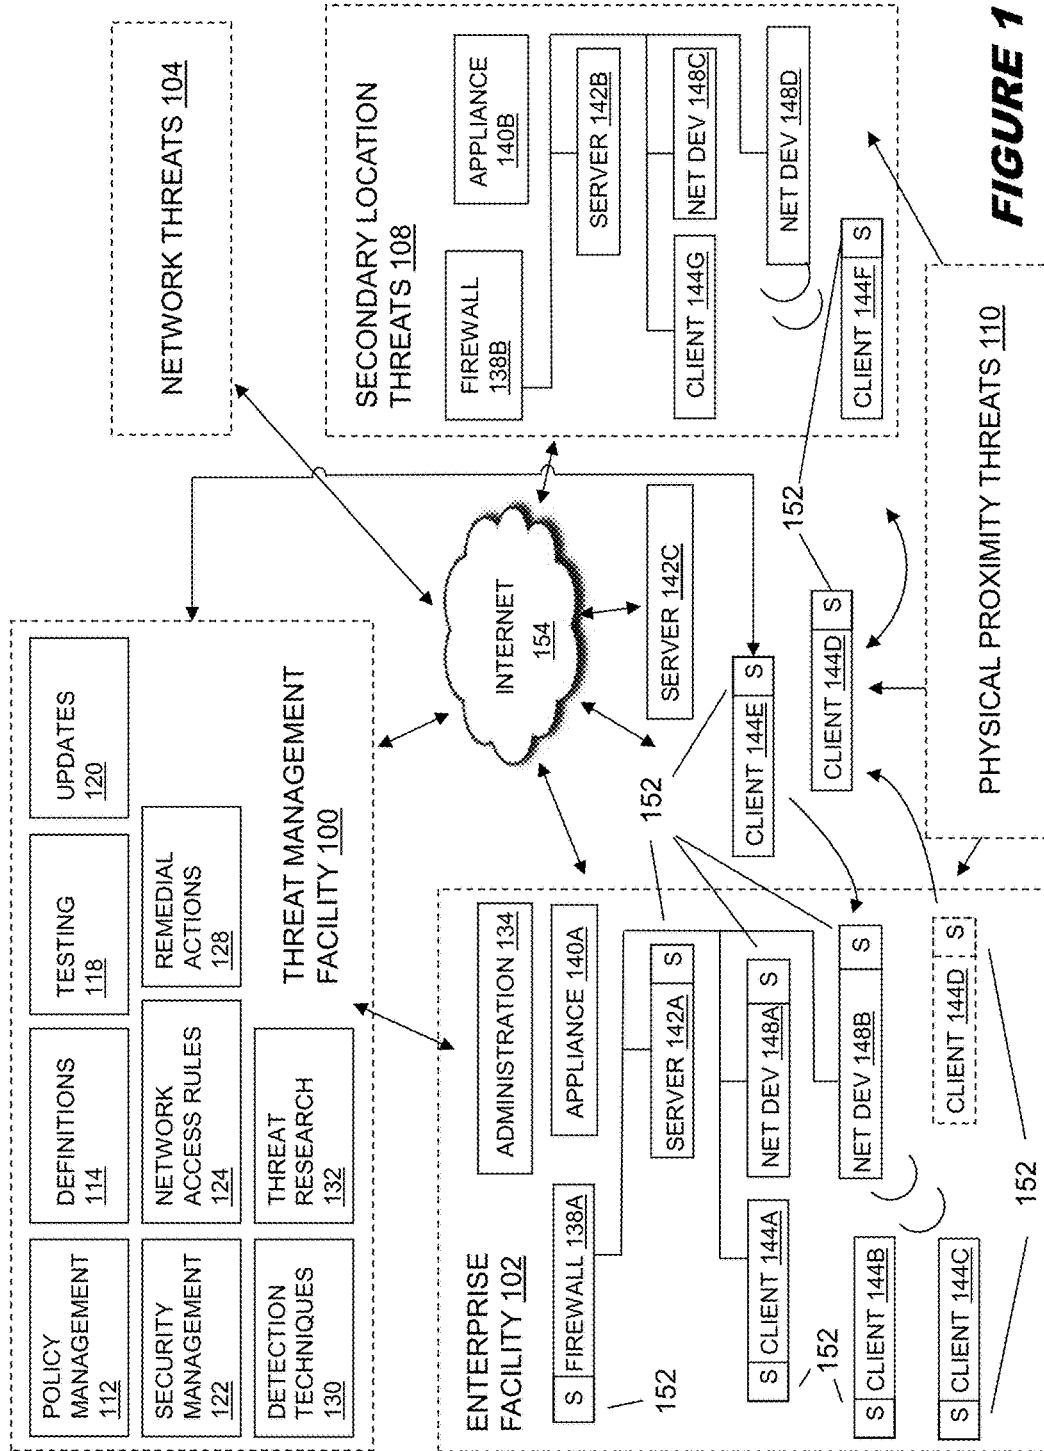 POLICY
MANAGEMENT
112
DEFINITIONS
114
TESTING
118
UPDATES
120
SECURITY
MANAGEMENT
122
NETWORK
ACCESS RULES
124
REMEDIAL
ACTIONS
128
DETECTION
TECHNIQUES
130
THREAT
RESEARCH
132
THREAT MANAGEMENT
FACILITY 100
NETWORK THREATS 104
INTERNET
154
SERVER 142C
SECONDARY LOCATION
THREATS 108
FIREWALL
138B
APPLIANCE
140B
SERVER 142B
CLIENT 144G
NET DEV 148C
NET DEV 148D
CLIENT 144F
S
152
ENTERPRISE
FACILITY 102
ADMINISTRATION 134
S
FIREWALL 138A
APPLIANCE 140A
152
SERVER 142A
S
152
S
CLIENT 144A
NET DEV 148A
S
CLIENT 144E
S
152
S
CLIENT 144B
NET DEV 148B
S
CLIENT 144D
S
S
CLIENT 144C
CLIENT 144D
S
152
PHYSICAL PROXIMITY THREATS 110
FIGURE 1